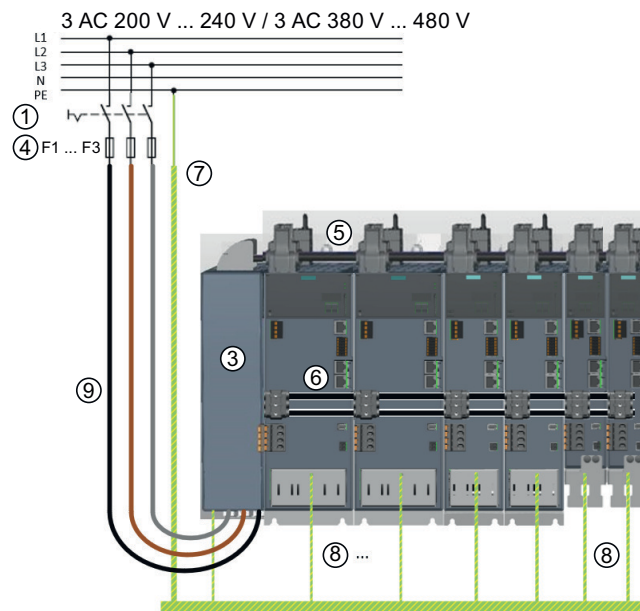 3 AC 200 V ... 240 V / 3 AC 380 V ... 480 V
L1
L2
L3
N
PE
①
④ F1 ... F3
⑦
⑤
③
⑥
⑨
⑧ ...
⑧